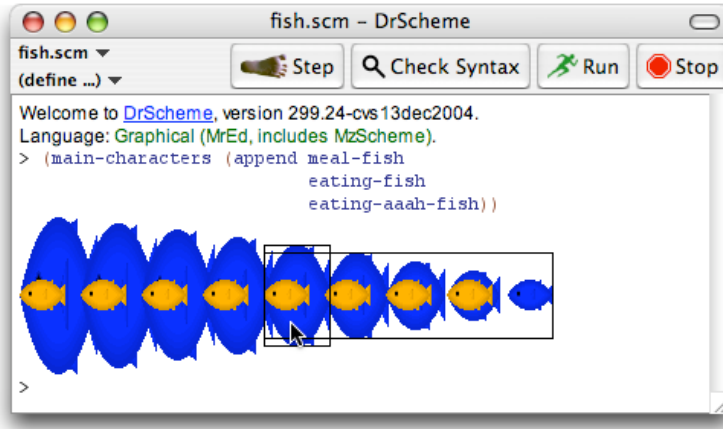 fish.scm – DrScheme
fish.scm ▼
(define ...) ▼
Step
Check Syntax
Run
Stop
Welcome to DrScheme, version 299.24-cvs13dec2004.
Language: Graphical (MrEd, includes MzScheme).
> (main-characters (append meal-fish
eating-fish
eating-aaah-fish))
>